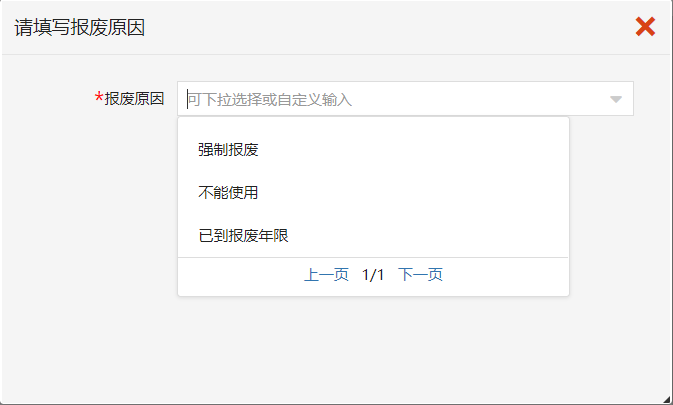 请填写报废原因
*报废原因
可下拉选择或自定义输入
强制报废
不能使用
已到报废年限
上一页 1/1 下一页